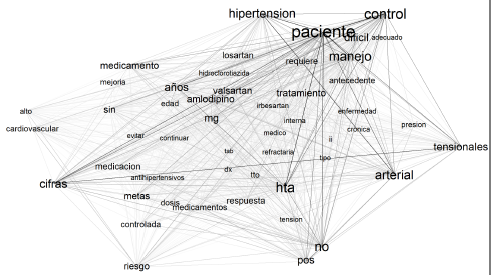 hipertension
control
paciente
dificil
adecuado
losartan
requiere
manejo
medicamento
hidroclorotiazida
mejoria
antecedente
años
valsartan
tratamiento
edad
amlodipino
irbesartan
alto
sin
enfermedad
mg
interna
cardiovascular
presion
cronica
evitar
continuar
medico
ii
tensionales
tab
refractaria
tipo
medicacion
dx
arterial
antihipertensivos
tto
cifras
hta
metas
dosis
respuesta
medicamentos
tension
controlada
no
pos
riesgo